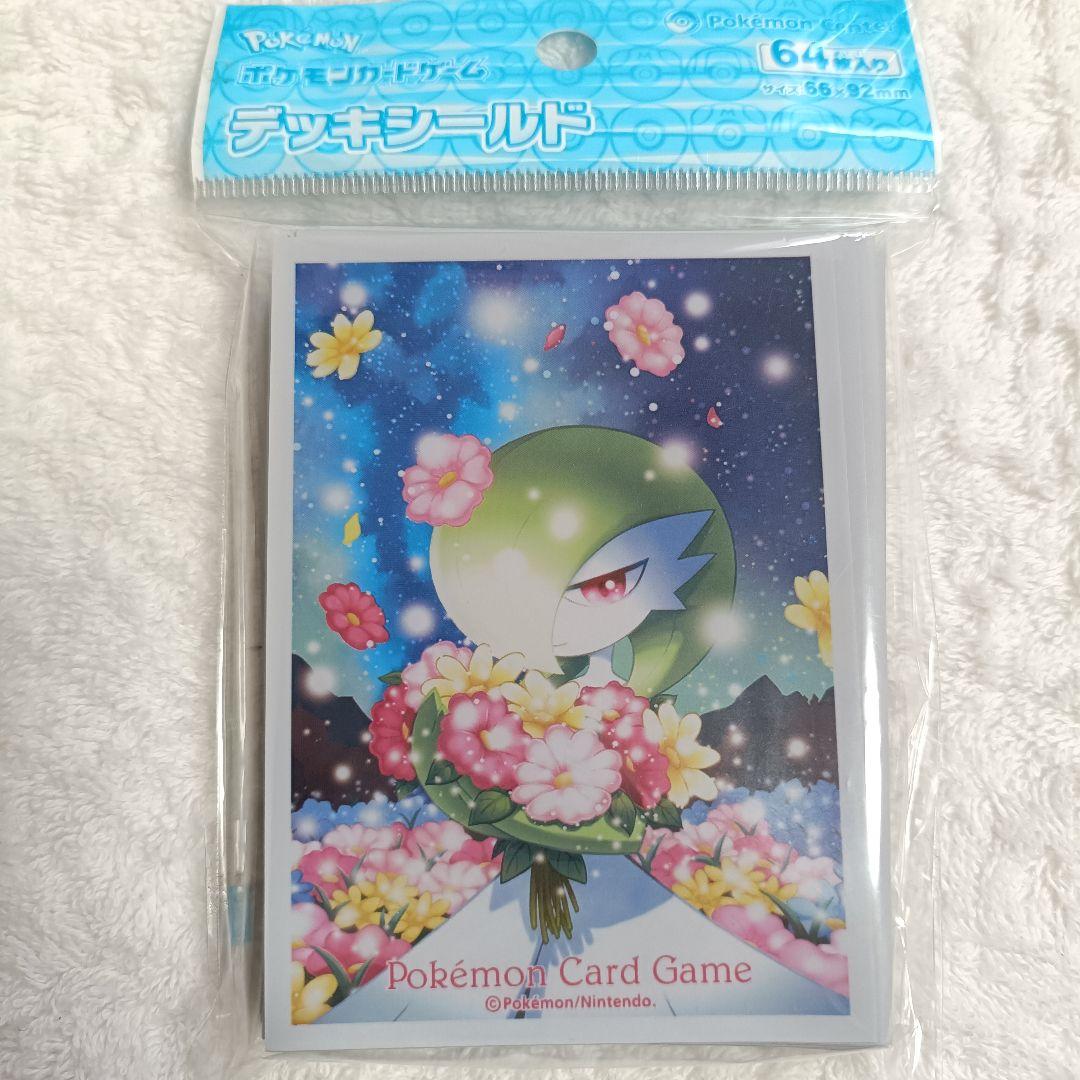 POKÉMON
ポケモンカードゲーム
デッキシールド
Pokémon Center
64枚入り
サイズ:66×92mm
Pokémon Card Game
©Pokémon/Nintendo.